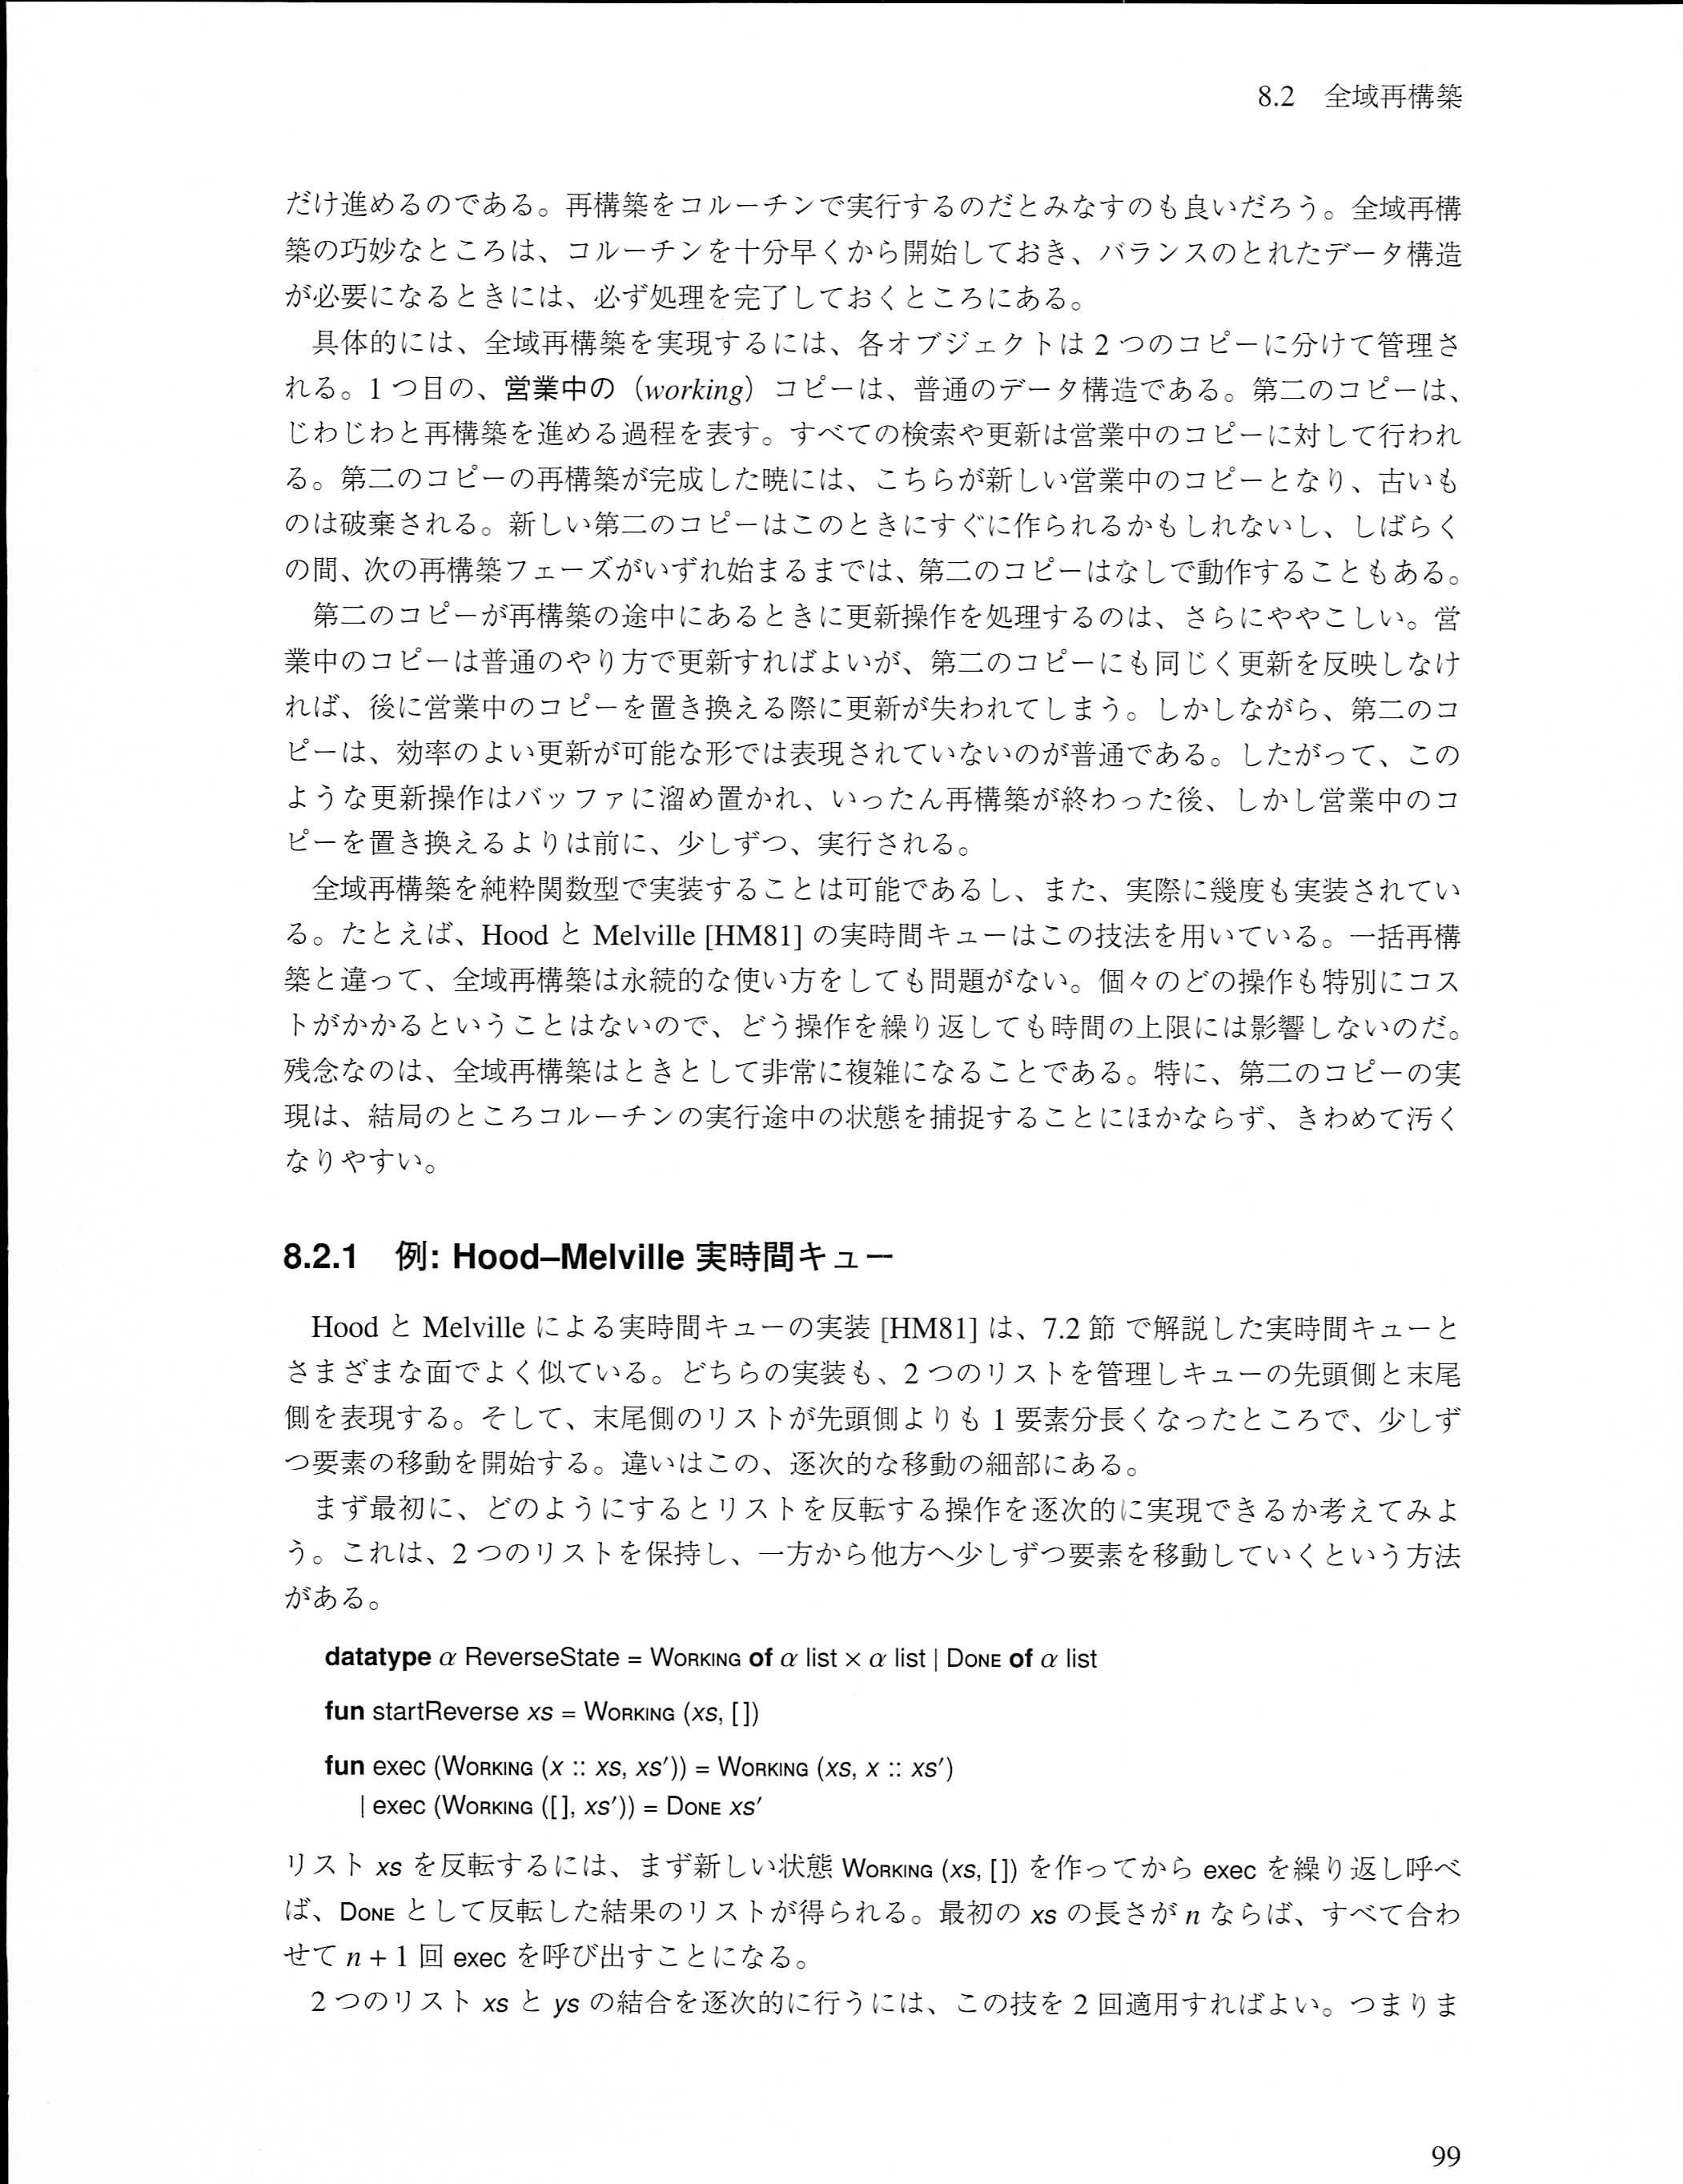 8.2　全域再構築
だけ進めるのである。再構築をコルーチンで実行するのだとみなすのも良いだろう。全域再構
築の巧妙なところは、コルーチンを十分早くから開始しておき、バランスのとれたデータ構造
が必要になるときには、必ず処理を完了しておくところにある。
具体的には、全域再構築を実現するには、各オブジェクトは 2 つのコピーに分けて管理さ
れる。1 つ目の、営業中の（working）コピーは、普通のデータ構造である。第二のコピーは、
じわじわと再構築を進める過程を表す。すべての検索や更新は営業中のコピーに対して行われ
る。第二のコピーの再構築が完成した暁には、こちらが新しい営業中のコピーとなり、古いも
のは破棄される。新しい第二のコピーはこのときにすぐに作られるかもしれないし、しばらく
の間、次の再構築フェーズがいずれ始まるまでは、第二のコピーはなしで動作することもある。
第二のコピーが再構築の途中にあるときに更新操作を処理するのは、さらにややこしい。営
業中のコピーは普通のやり方で更新すればよいが、第二のコピーにも同じく更新を反映しなけ
れば、後に営業中のコピーを置き換える際に更新が失われてしまう。しかしながら、第二のコ
ピーは、効率のよい更新が可能な形では表現されていないのが普通である。したがって、この
ような更新操作はバッファに溜め置かれ、いったん再構築が終わった後、しかし営業中のコ
ピーを置き換えるよりは前に、少しずつ、実行される。
全域再構築を純粋関数型で実装することは可能であるし、また、実際に幾度も実装されてい
る。たとえば、Hood と Melville [HM81] の実時間キューはこの技法を用いている。一括再構
築と違って、全域再構築は永続的な使い方をしても問題がない。個々のどの操作も特別にコス
トがかかるということはないので、どう操作を繰り返しても時間の上限には影響しないのだ。
残念なのは、全域再構築はときとして非常に複雑になることである。特に、第二のコピーの実
現は、結局のところコルーチンの実行途中の状態を捕捉することにほかならず、きわめて汚く
なりやすい。
8.2.1　例: Hood–Melville 実時間キュー
Hood と Melville による実時間キューの実装 [HM81] は、7.2 節 で解説した実時間キューと
さまざまな面でよく似ている。どちらの実装も、2 つのリストを管理しキューの先頭側と末尾
側を表現する。そして、末尾側のリストが先頭側よりも 1 要素分長くなったところで、少しず
つ要素の移動を開始する。違いはこの、逐次的な移動の細部にある。
まず最初に、どのようにするとリストを反転する操作を逐次的に実現できるか考えてみよ
う。これは、2 つのリストを保持し、一方から他方へ少しずつ要素を移動していくという方法
がある。
datatype α ReverseState = WORKING of α list × α list | DONE of α list
fun startReverse xs = WORKING (xs, [])
fun exec (WORKING (x :: xs, xs′)) = WORKING (xs, x :: xs′)
| exec (WORKING ([], xs′)) = DONE xs′
リスト xs を反転するには、まず新しい状態 WORKING (xs, []) を作ってから exec を繰り返し呼べ
ば、DONE として反転した結果のリストが得られる。最初の xs の長さが n ならば、すべて合わ
せて n + 1 回 exec を呼び出すことになる。
2 つのリスト xs と ys の結合を逐次的に行うには、この技を 2 回適用すればよい。つまりま
99